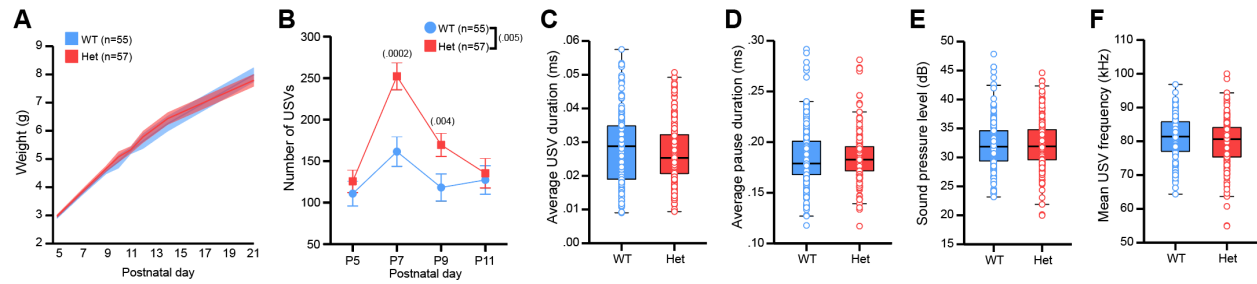 A
WT (n=55)
Het (n=57)
Weight (g)
9
8
7
6
5
4
3
2
5 7 9 11 13 15 17 19 21
Postnatal day
B
WT (n=55)
Het (n=57)
(.005)
(.0002)
(.004)
Number of USVs
300
250
200
150
100
50
P5 P7 P9 P11
Postnatal day
C
Average USV duration (ms)
.06
.05
.04
.03
.02
.01
.00
WT Het
D
Average pause duration (ms)
.30
.25
.20
.15
.10
WT Het
E
Sound pressure level (dB)
50
45
40
35
30
25
20
15
WT Het
F
Mean USV frequency (kHz)
110
100
90
80
70
60
50
WT Het